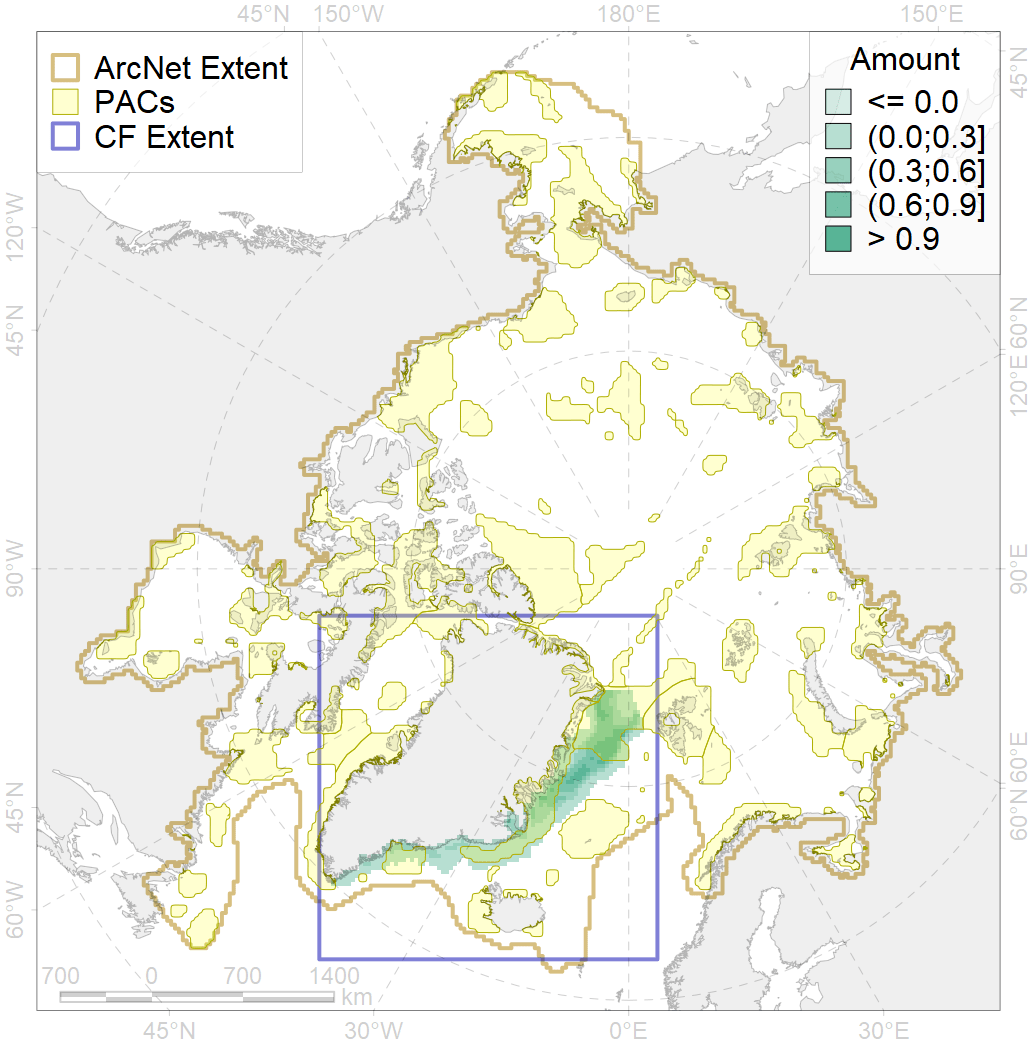 45°N 150°W 180°E 150°E
ArcNet Extent
PACs
CF Extent
Amount
<= 0.0
(0.0;0.3]
(0.3;0.6]
(0.6;0.9]
> 0.9
45°N
120°W
60°N
45°N
120°E
90°W
90°E
45°N
60°N
60°W
60°E
700 0 700 1400
km
45°N 30°W 0°E 30°E